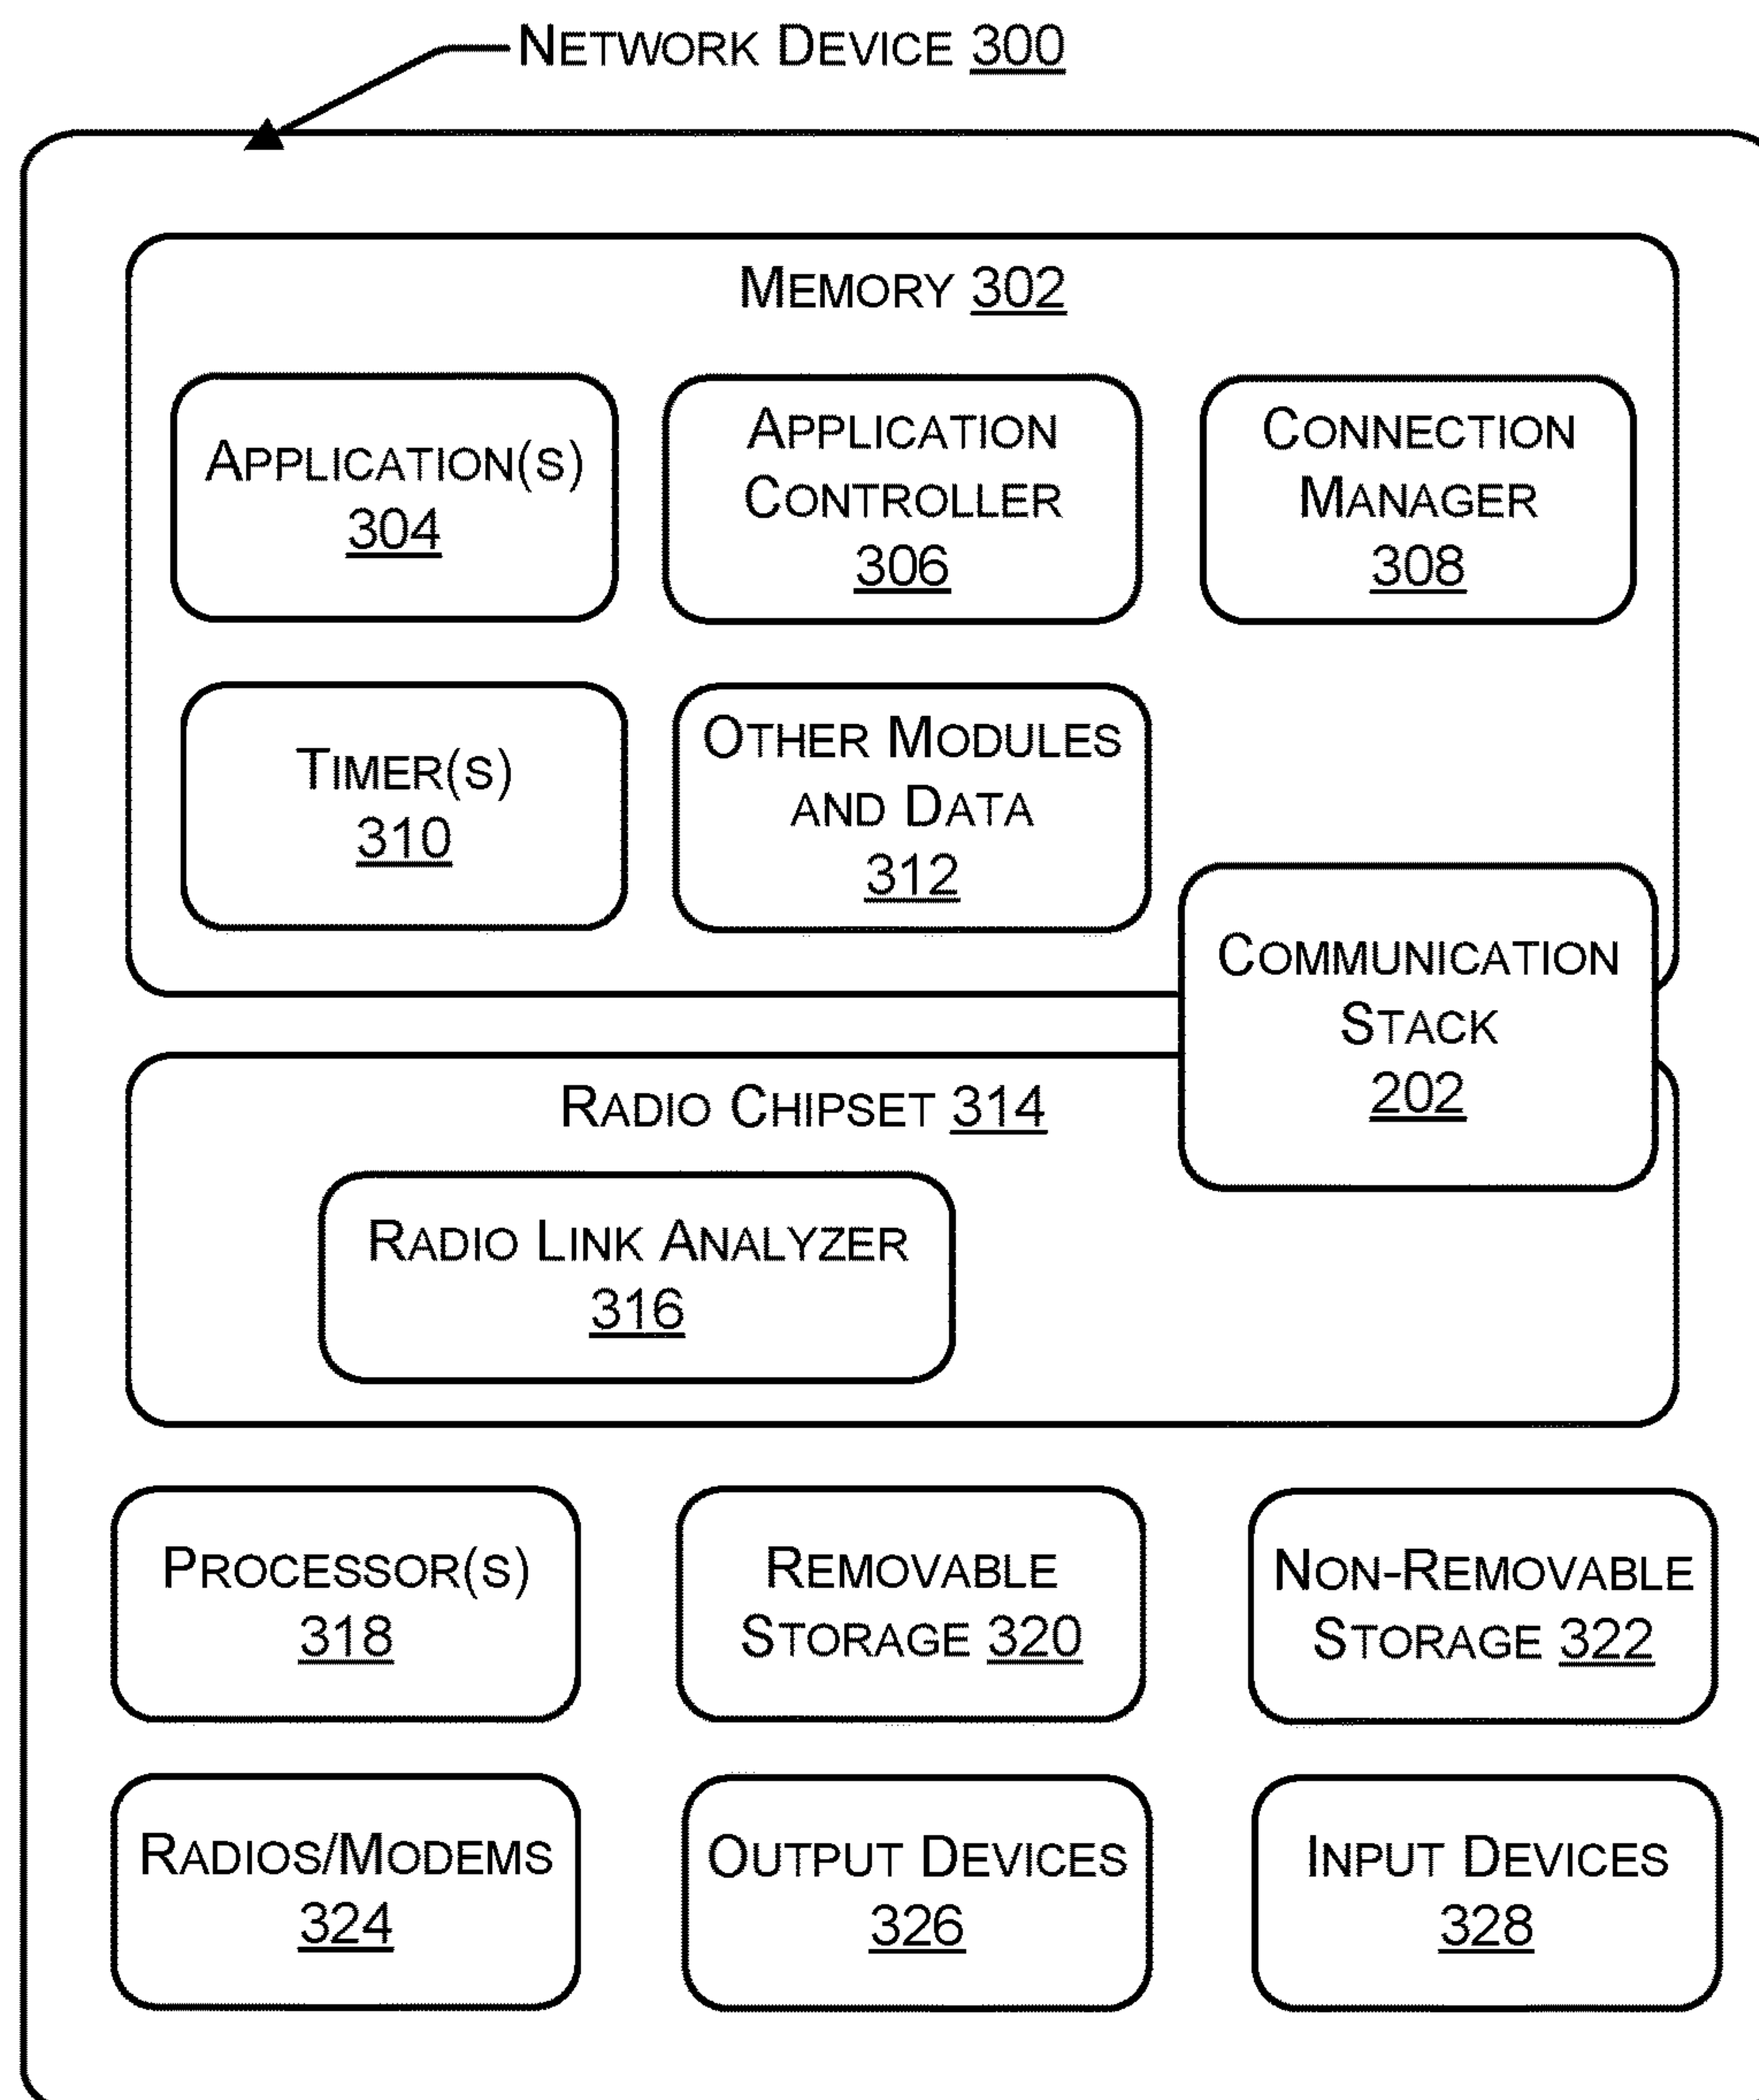 NETWORK DEVICE 300
MEMORY 302
APPLICATION(S)
304
APPLICATION
CONTROLLER
306
CONNECTION
MANAGER
308
TIMER(S)
310
OTHER MODULES
AND DATA
312
COMMUNICATION
STACK
202
RADIO CHIPSET 314
RADIO LINK ANALYZER
316
PROCESSOR(S)
318
REMOVABLE
STORAGE 320
NON-REMOVABLE
STORAGE 322
RADIOS/MODEMS
324
OUTPUT DEVICES
326
INPUT DEVICES
328